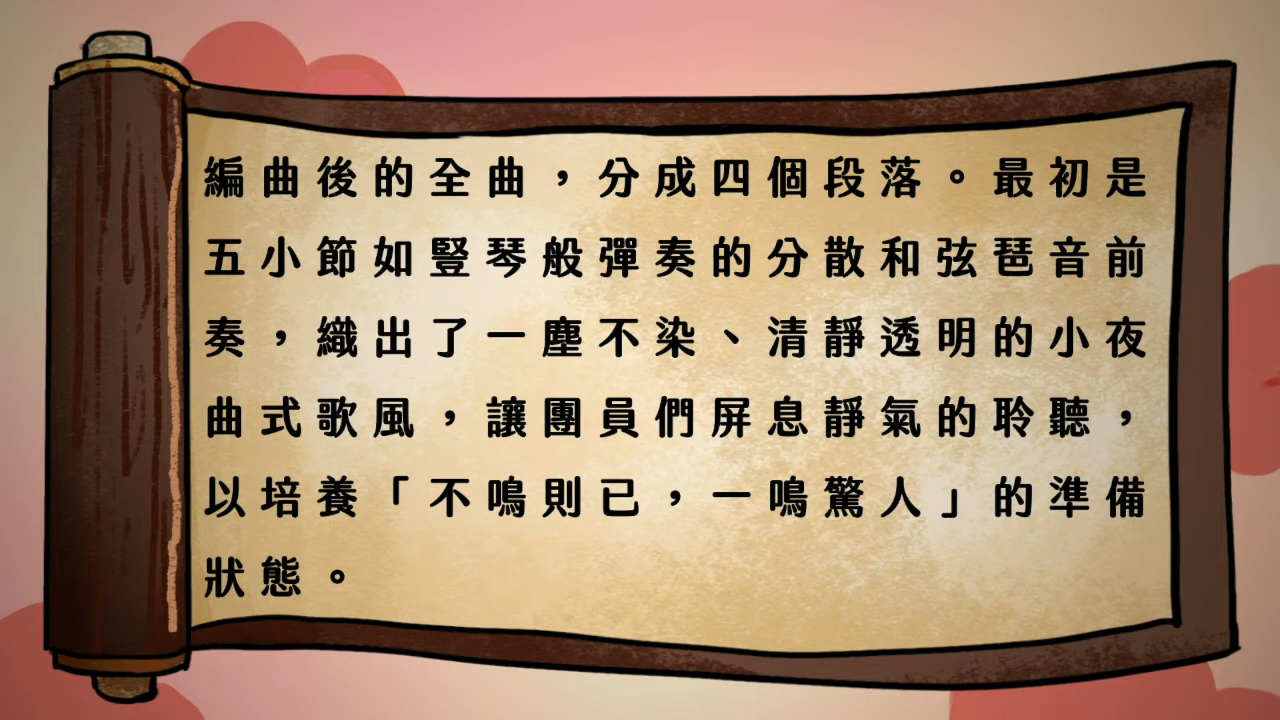 編曲後的全曲，分成四個段落。最初是
五小節如豎琴般彈奏的分散和弦琶音前
奏，織出了一塵不染、清靜透明的小夜
曲式歌風，讓團員們屏息靜氣的聆聽，
以培養「不鳴則已，一鳴驚人」的準備
狀態。